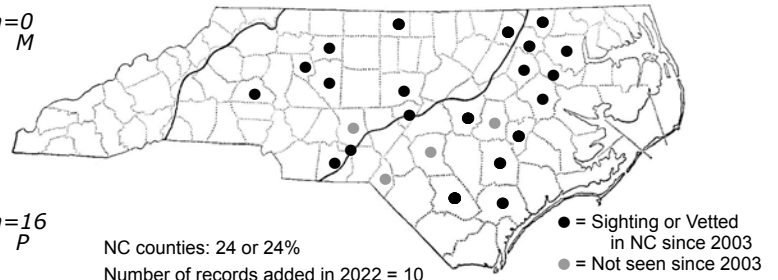 n=0
M
n=16
P
NC counties: 24 or 24%
Number of records added in 2022 = 10
● = Sighting or Vetted
in NC since 2003
● = Not seen since 2003